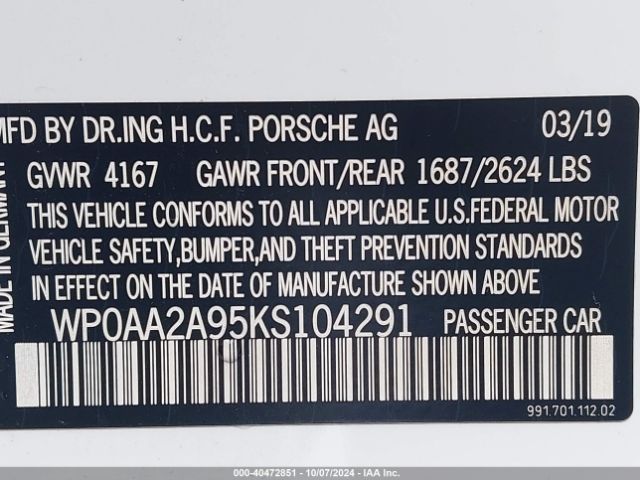 MFD BY DR.ING H.C.F. PORSCHE AG 03/19
GVWR 4167 GAWR FRONT/REAR 1687/2624 LBS
THIS VEHICLE CONFORMS TO ALL APPLICABLE U.S.FEDERAL MOTOR
VEHICLE SAFETY,BUMPER,AND THEFT PREVENTION STANDARDS
IN EFFECT ON THE DATE OF MANUFACTURE SHOWN ABOVE
WP0AA2A95KS104291 PASSENGER CAR
991.701.112.02
MADE IN GERMANY
000-40472851 - 10/07/2024 - IAA Inc.